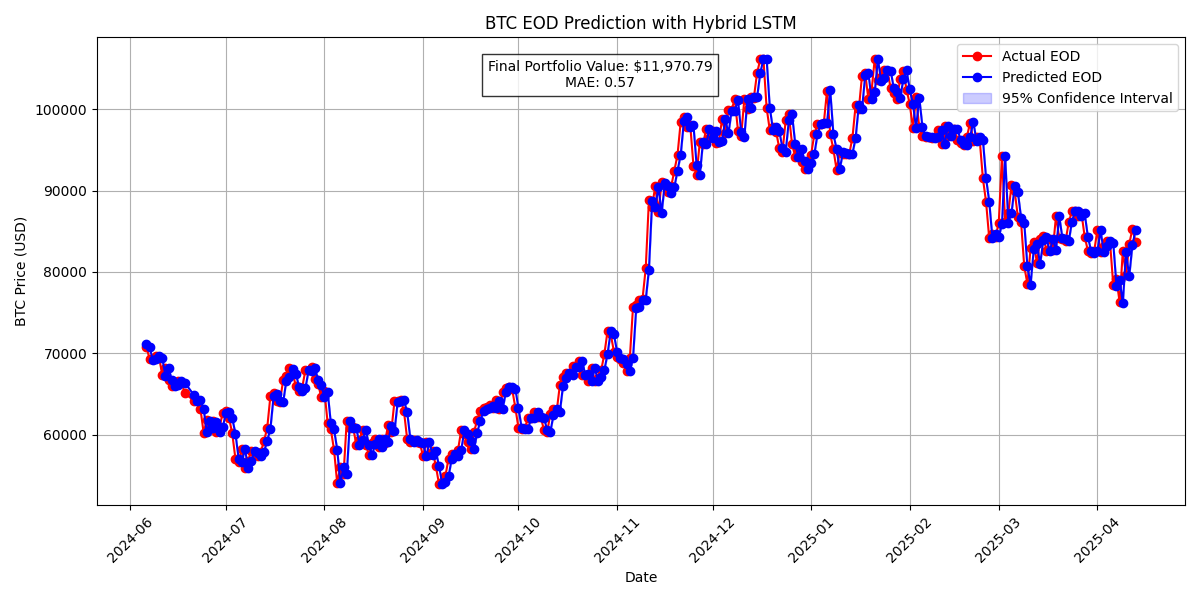 BTC EOD Prediction with Hybrid LSTM
Final Portfolio Value: $11,970.79
MAE: 0.57
Actual EOD
Predicted EOD
95% Confidence Interval
BTC Price (USD)
100000
90000
80000
70000
60000
2024-06
2024-07
2024-08
2024-09
2024-10
2024-11
2024-12
2025-01
2025-02
2025-03
2025-04
Date